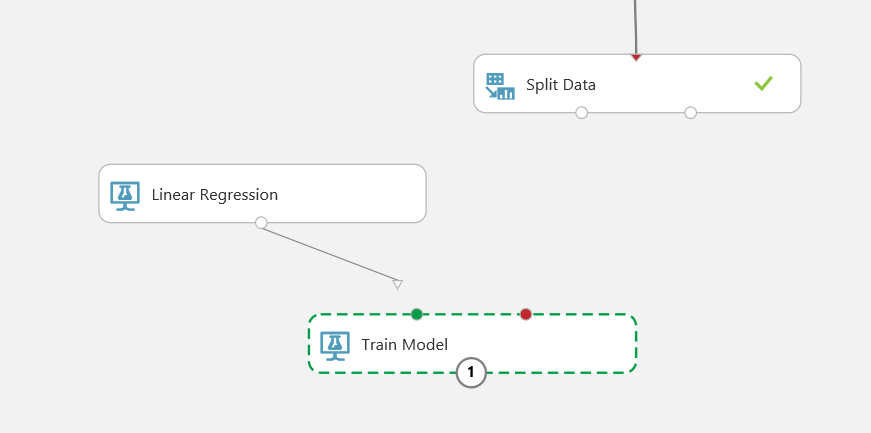 Split Data
Linear Regression
Train Model
1